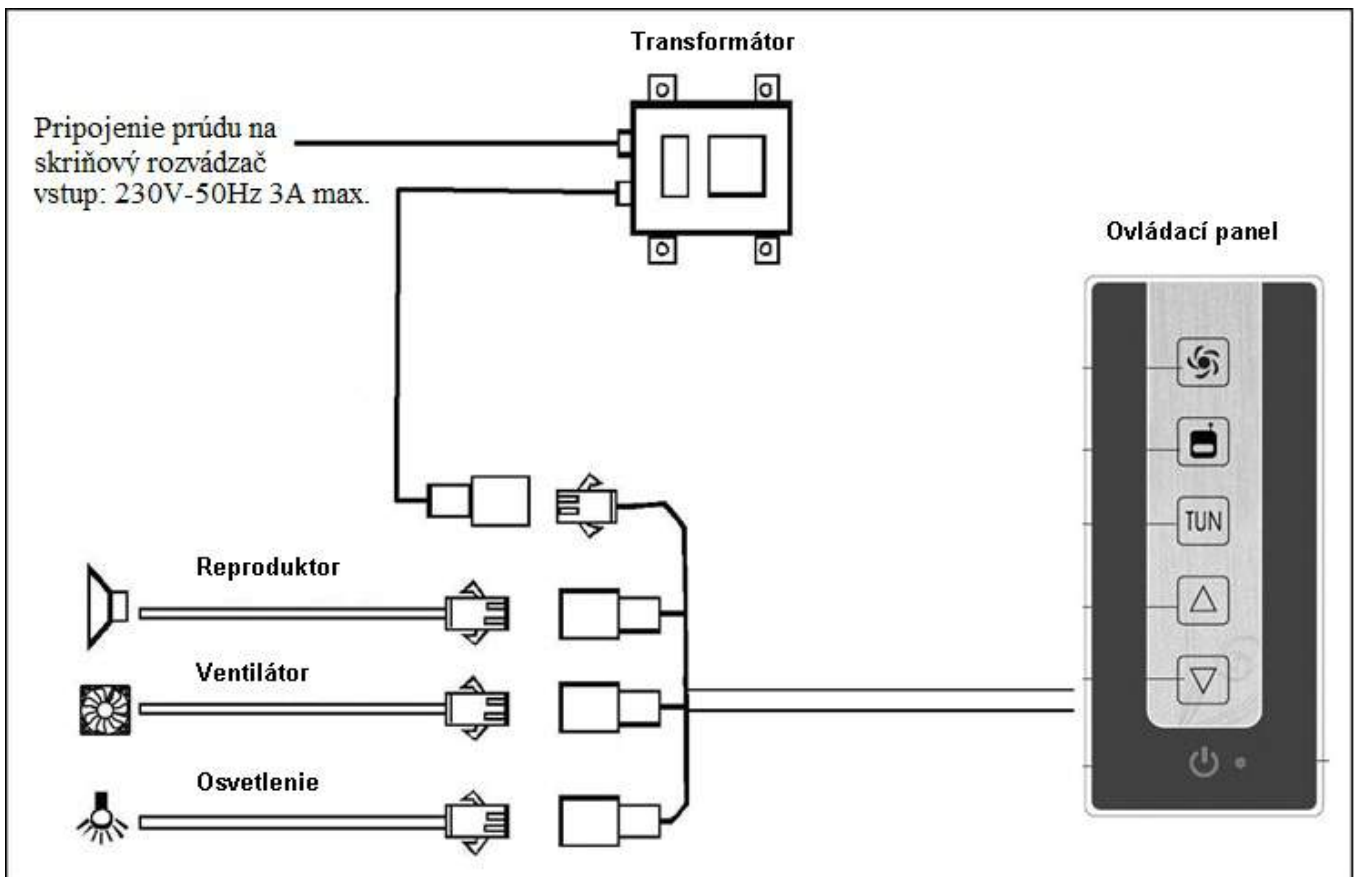 Transformátor
Pripojenie prúdu na
skriňový rozvádzač
vstup: 230V-50Hz 3A max.
Ovládací panel
TUN
Reproduktor
Ventilátor
Osvetlenie